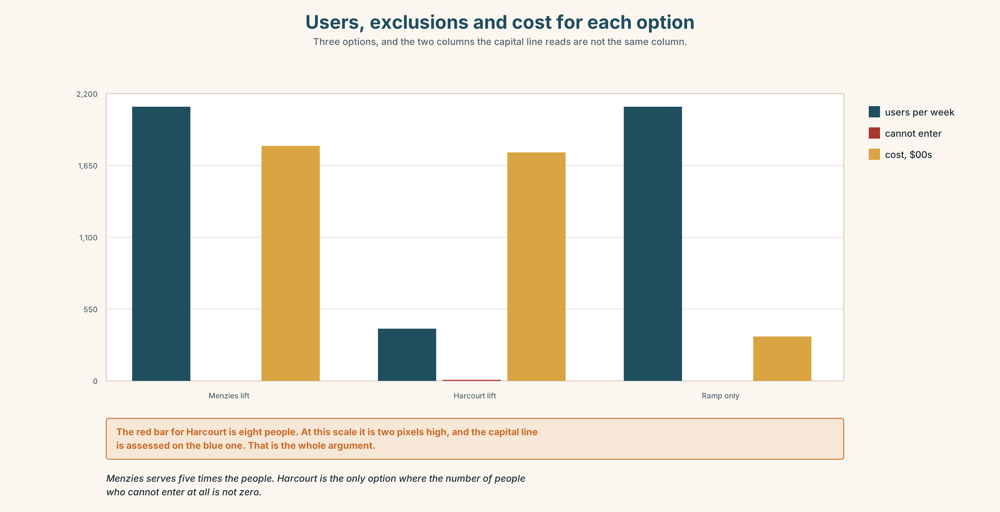 Users, exclusions and cost for each option
Three options, and the two columns the capital line reads are not the same column.
2,200
1,650
1,100
550
0
users per week
cannot enter
cost, $00s
Menzies lift
Harcourt lift
Ramp only
The red bar for Harcourt is eight people. At this scale it is two pixels high, and the capital line
is assessed on the blue one. That is the whole argument.
Menzies serves five times the people. Harcourt is the only option where the number of people
who cannot enter at all is not zero.